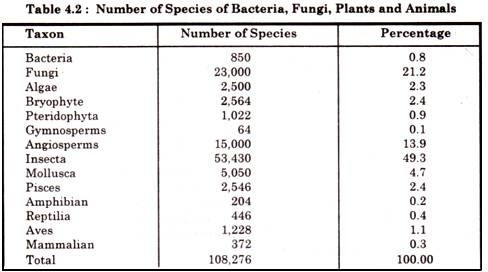 Table 4.2 : Number of Species of Bacteria, Fungi, Plants and Animals
Taxon Number of Species Percentage
Bacteria 850 0.8
Fungi 23,000 21.2
Algae 2,500 2.3
Bryophyte 2,564 2.4
Pteridophyta 1,022 0.9
Gymnosperms 64 0.1
Angiosperms 15,000 13.9
Insecta 53,430 49.3
Mollusca 5,050 4.7
Pisces 2,546 2.4
Amphibian 204 0.2
Reptilia 446 0.4
Aves 1,228 1.1
Mammalian 372 0.3
Total 108,276 100.00